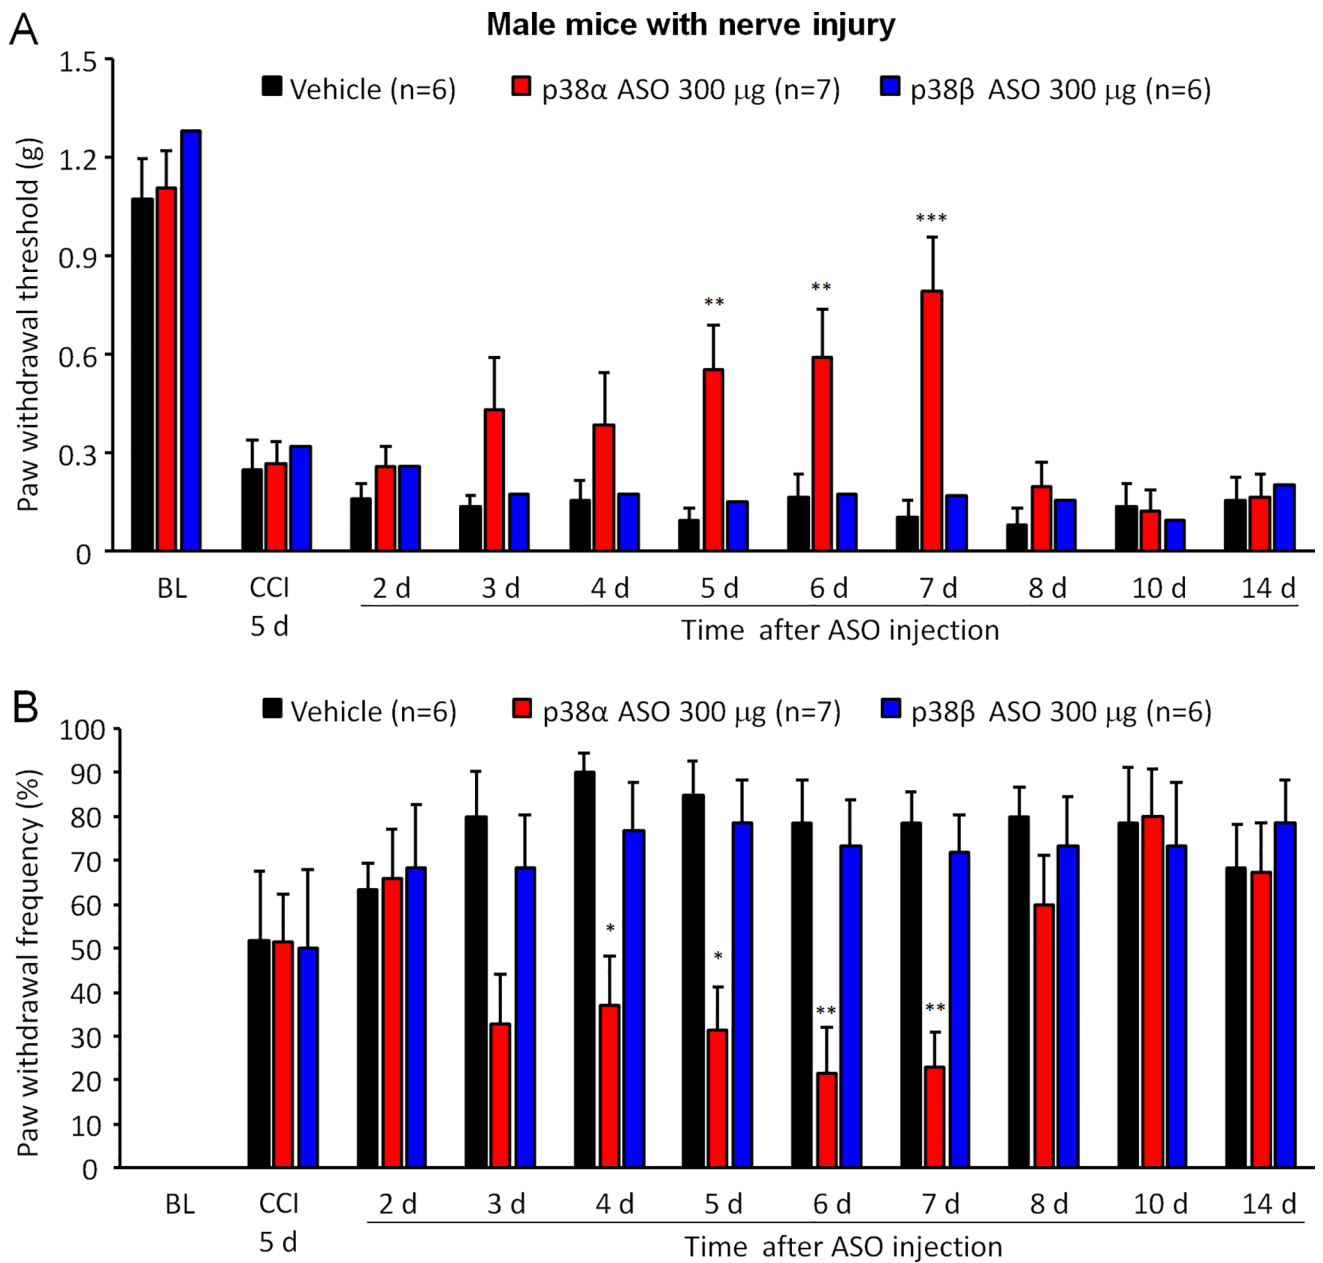 A
Male mice with nerve injury
Vehicle (n=6) p38α ASO 300 μg (n=7) p38β ASO 300 μg (n=6)
Paw withdrawal threshold (g)
1.5
1.2
0.9
0.6
0.3
0
** ** ***
BL CCI 2 d 3 d 4 d 5 d 6 d 7 d 8 d 10 d 14 d
5 d
Time after ASO injection
B
Vehicle (n=6) p38α ASO 300 μg (n=7) p38β ASO 300 μg (n=6)
Paw withdrawal frequency (%)
100
90
80
70
60
50
40
30
20
10
0
* * ** **
BL CCI 2 d 3 d 4 d 5 d 6 d 7 d 8 d 10 d 14 d
5 d
Time after ASO injection